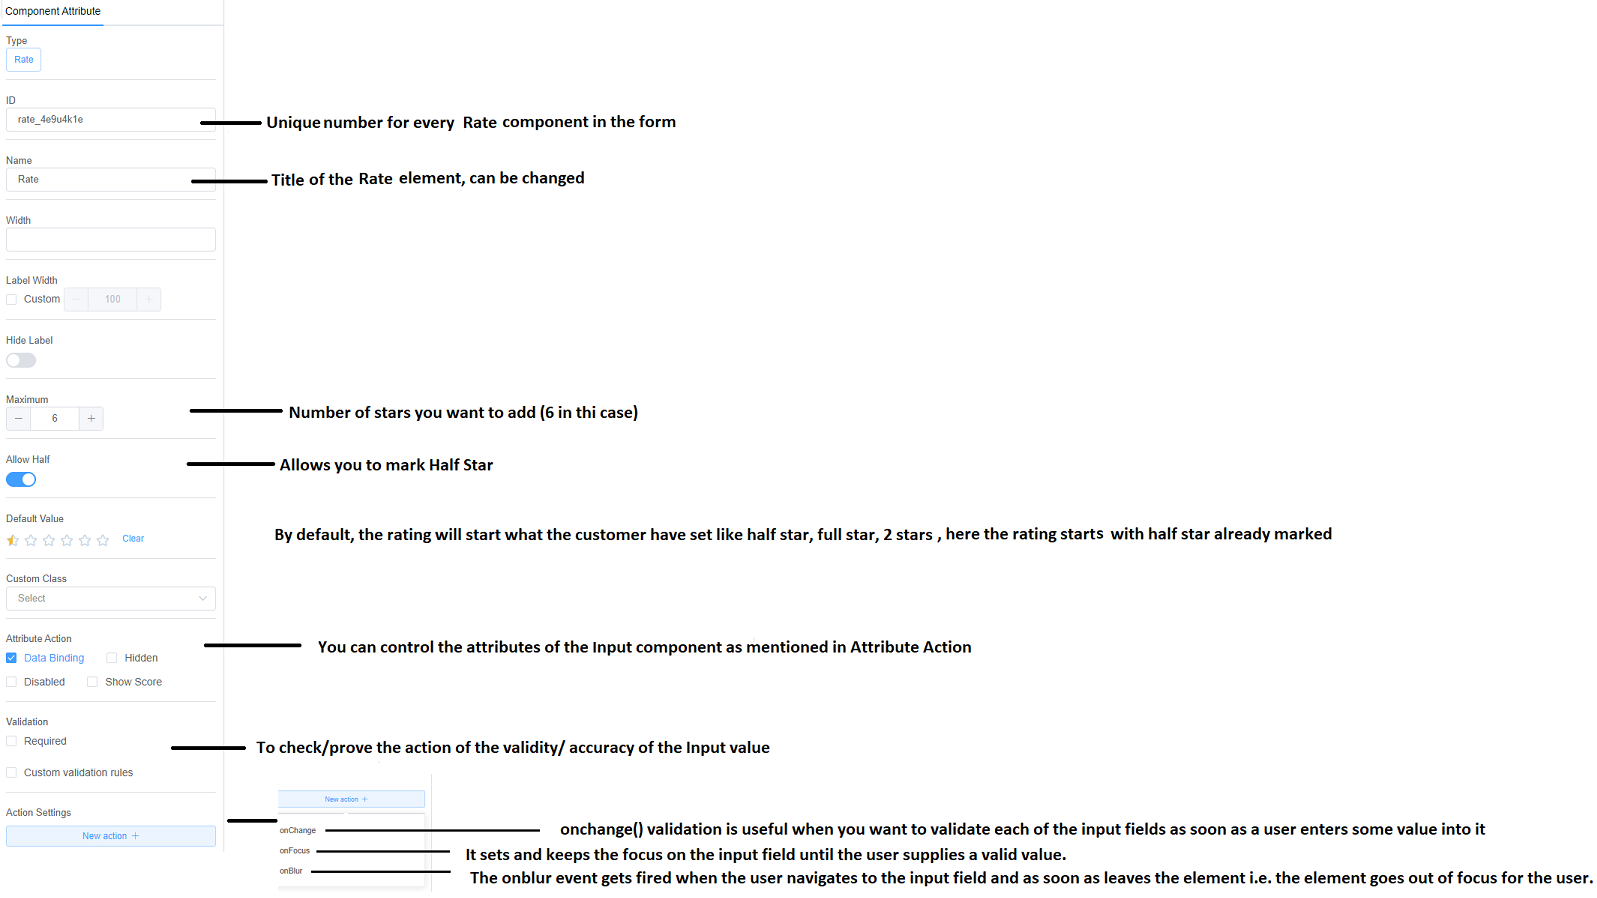 Component Attribute
Type
Rate
ID
rate_4e9u4k1e
Unique number for every Rate component in the form
Name
Rate
Title of the Rate element, can be changed
Width
Label Width
Custom − 100 +
Hide Label
Maximum
− 6 +
Number of stars you want to add (6 in thi case)
Allow Half
Allows you to mark Half Star
Default Value
Clear
By default, the rating will start what the customer have set like half star, full star, 2 stars , here the rating starts with half star already marked
Custom Class
Select
Attribute Action
You can control the attributes of the Input component as mentioned in Attribute Action
Data Binding Hidden
Disabled Show Score
Validation
Required
To check/prove the action of the validity/ accuracy of the Input value
Custom validation rules
Action Settings
New action +
New action +
onChange
onchange() validation is useful when you want to validate each of the input fields as soon as a user enters some value into it
onFocus
It sets and keeps the focus on the input field until the user supplies a valid value.
onBlur
The onblur event gets fired when the user navigates to the input field and as soon as leaves the element i.e. the element goes out of focus for the user.